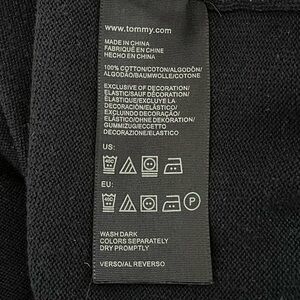 www.tommy.com
MADE IN CHINA
FABRIQUÉ EN CHINE
HECHO EN CHINA
100% COTTON/COTON/ALGODÓN/
ALGODÃO/BAUMWOLLE/COTONE
EXCLUSIVE OF DECORATION/
ELASTIC/SAUF DÉCORATION/
ÉLASTIQUE/EXCLUYE LA
DECORACIÓN/ELÁSTICO/
EXCLUINDO DECORAÇÃO/
ELÁSTICO/OHNE DEKORATION/
GUMMIZUG/ECCETTO
DECORAZIONE/ELASTICO
US:
EU:
P
WASH DARK
COLORS SEPARATELY
DRY PROMPTLY
VERSO/AL REVERSO